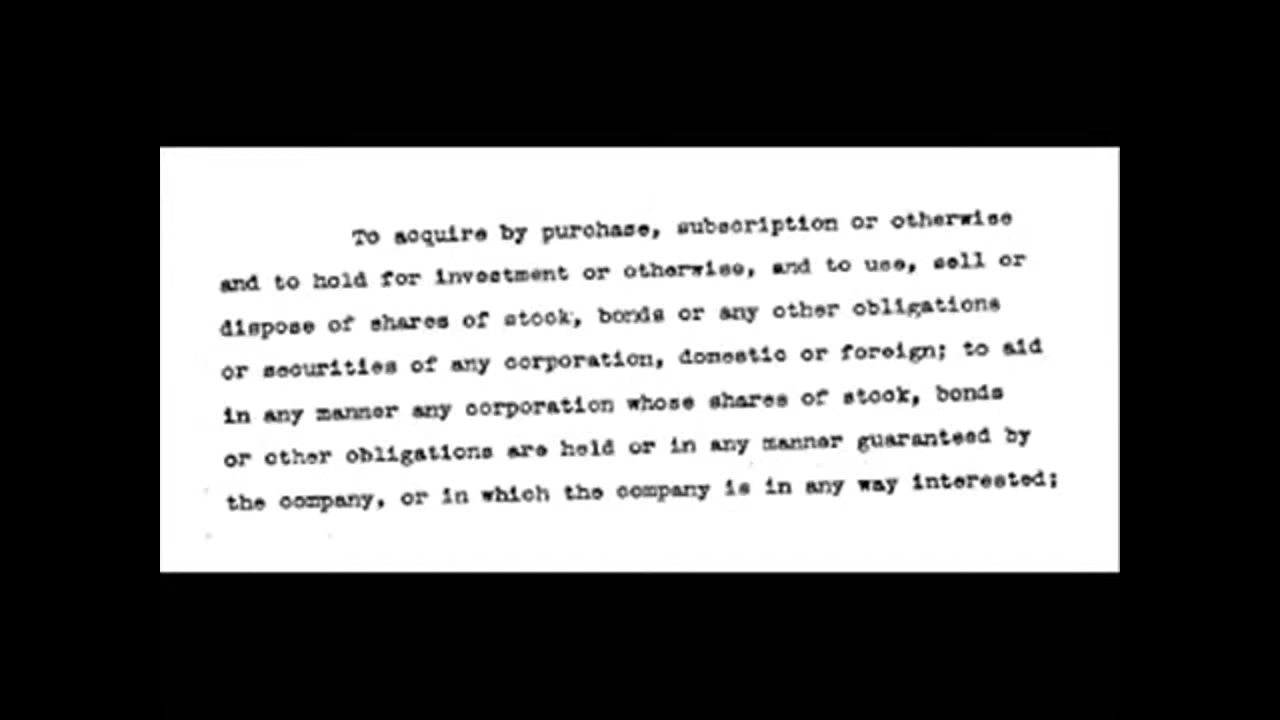 To acquire by purchase, subscription or otherwise
and to hold for investment or otherwise, and to use, sell or
dispose of shares of stock, bonds or any other obligations
or securities of any corporation, domestic or foreign; to aid
in any manner any corporation whose shares of stock, bonds
or other obligations are held or in any manner guaranteed by
the company, or in which the company is in any way interested;